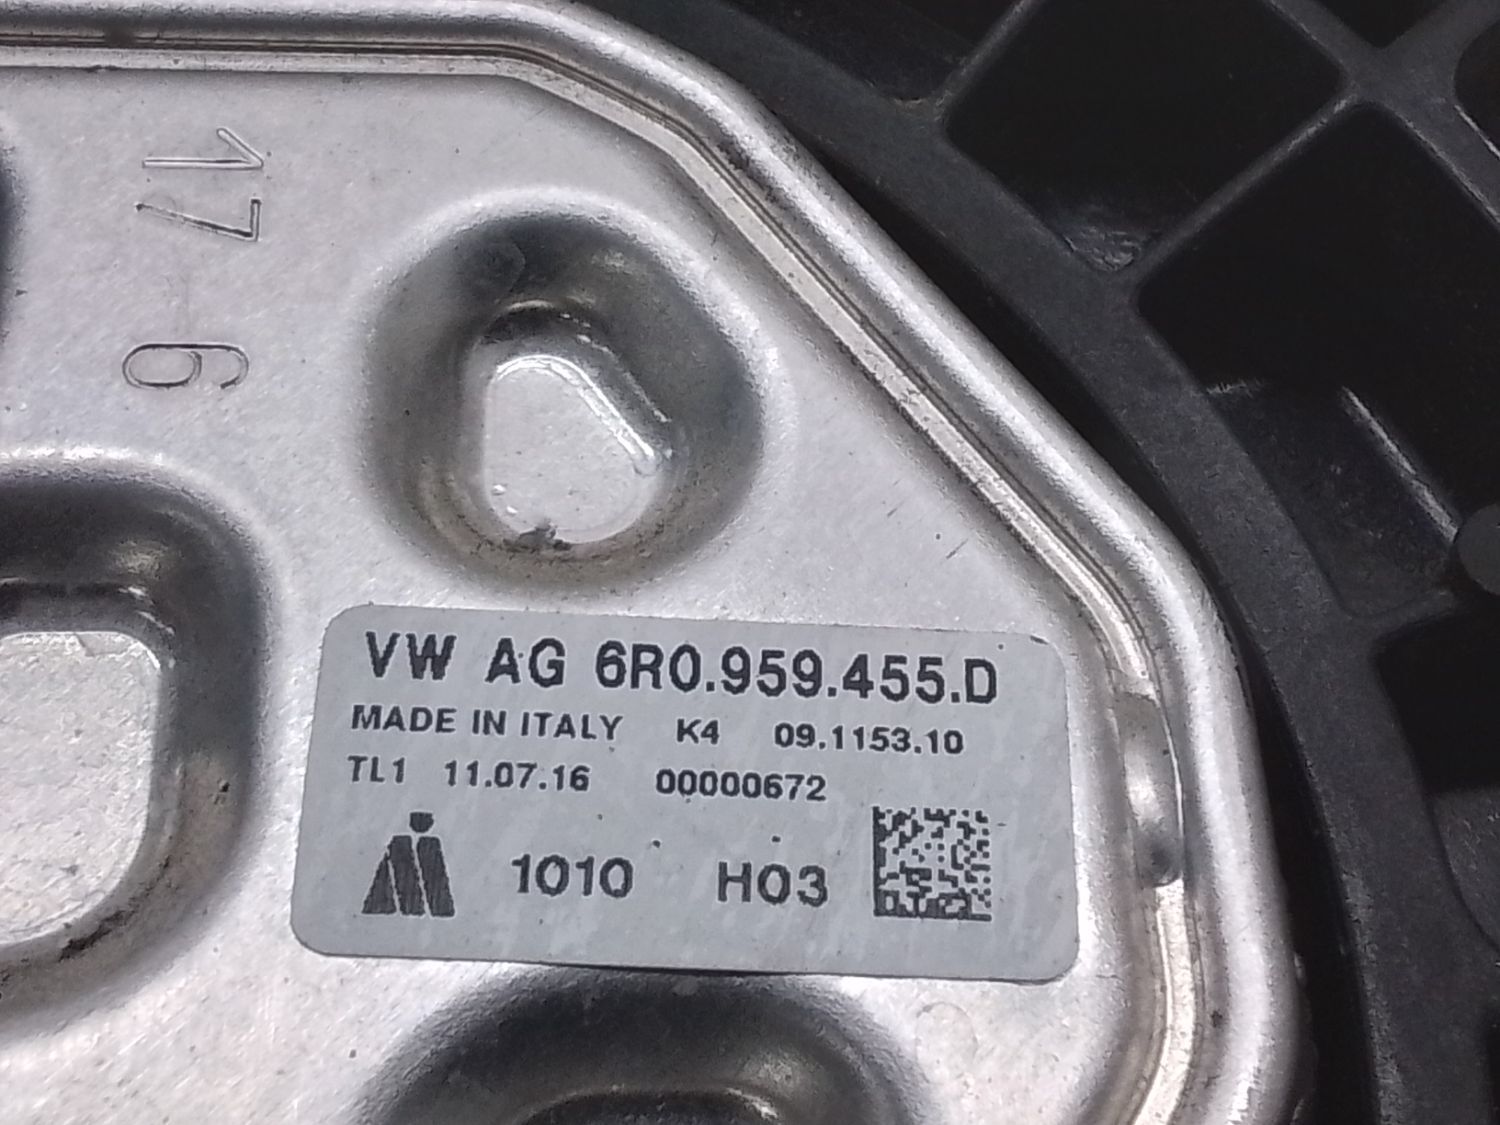 17
6
VW AG 6R0.959.455.D
MADE IN ITALY K4 09.1153.10
TL1 11.07.16 00000672
1010 H03